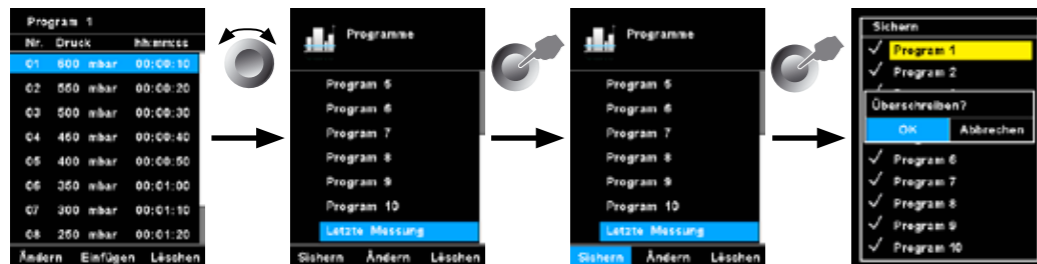 Program 1
Nr. Druck hh:mm:ss
01 600 mbar 00:00:10
02 550 mbar 00:00:20
03 500 mbar 00:00:30
04 450 mbar 00:00:40
05 400 mbar 00:00:50
06 350 mbar 00:01:00
07 300 mbar 00:01:10
08 250 mbar 00:01:20
Ändern Einfügen Löschen
Programme
Program 5
Program 6
Program 7
Program 8
Program 9
Program 10
Letzte Messung
Sichern Ändern Löschen
Programme
Program 5
Program 6
Program 7
Program 8
Program 9
Program 10
Letzte Messung
Sichern Ändern Löschen
Sichern
✓ Program 1
✓ Program 2
Überschreiben?
OK Abbrechen
✓ Program 6
✓ Program 7
✓ Program 8
✓ Program 9
✓ Program 10